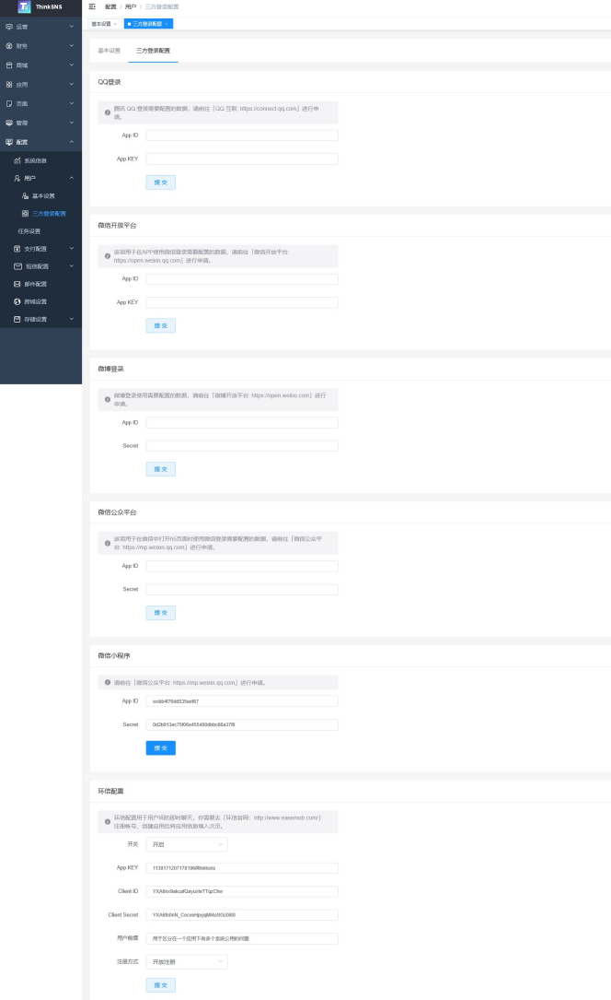 ThinkSNS
配置 / 用户 / 三方登录配置
基本设置 ×
三方登录配置 ×
运营
财务
商城
应用
页面
管理
配置
系统信息
用户
基本设置
三方登录配置
任务设置
支付配置
短信配置
邮件配置
跨域设置
存储设置
基本设置 三方登录配置
QQ登录
腾讯 QQ 登录需要配置的数据，请前往「QQ 互联: https://connect.qq.com」进行申
请。
App ID
App KEY
提 交
微信开放平台
该项用于在APP使用微信登录需要配置的数据，请前往「微信开放平台:
https://open.weixin.qq.com」进行申请。
App ID
App KEY
提 交
微博登录
微博登录使用需要配置的数据，请前往「微博开放平台: https://open.weibo.com」进行
申请。
App ID
Secret
提 交
微信公众平台
该项用于在微信中打开h5页面时使用微信登录需要配置的数据，请前往「微信公众平
台: https://mp.weixin.qq.com」进行申请。
App ID
Secret
提 交
微信小程序
请前往「微信公众平台: https://mp.weixin.qq.com」进行申请。
App ID
Secret
提 交
环信配置
环信配置用于用户间的即时聊天，你需要去「环信官网：http://www.easemob.com/」
注册帐号，创建应用后将应用信息填入次页。
开关 开启
App KEY 1139171207178196#thinksns
Client ID
Client Secret
用户前缀 用于区分在一个应用下有多个系统公用的问题
注册方式 开放注册
提 交